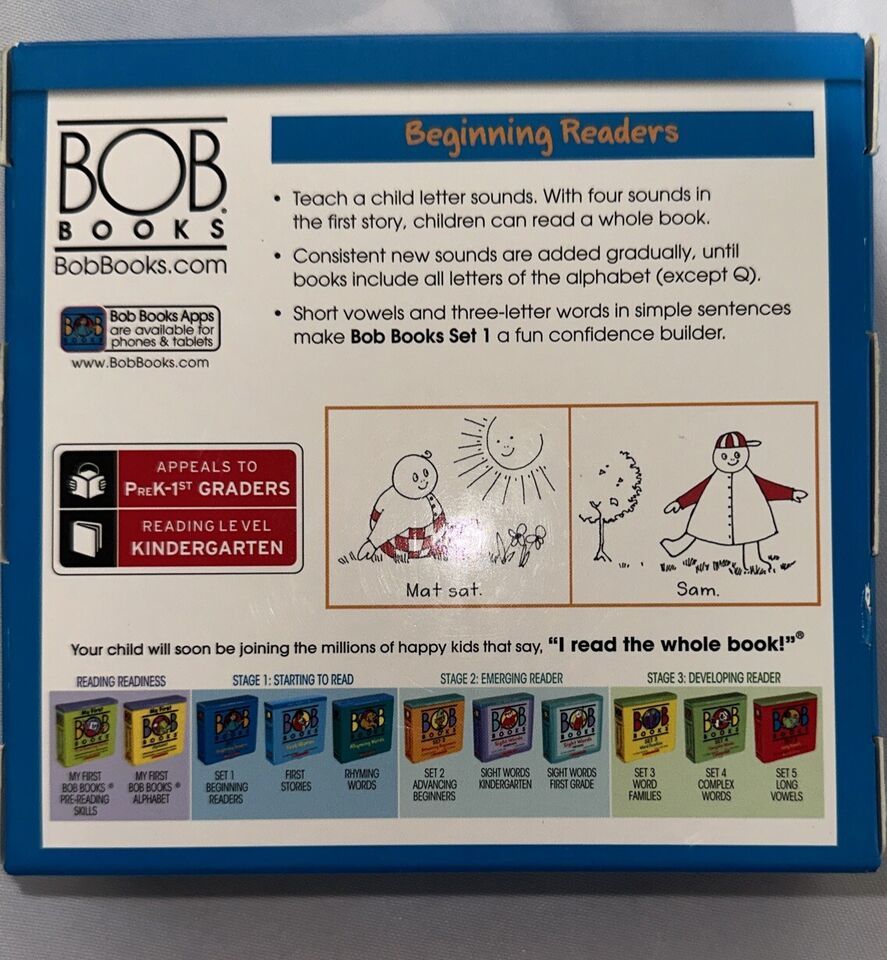 BOB
BOOKS
BobBooks.com
Bob Books Apps
are available for
phones & tablets
www.BobBooks.com
Beginning Readers
• Teach a child letter sounds. With four sounds in
the first story, children can read a whole book.
• Consistent new sounds are added gradually, until
books include all letters of the alphabet (except Q).
• Short vowels and three-letter words in simple sentences
make Bob Books Set 1 a fun confidence builder.
APPEALS TO
PREK-1ST GRADERS
READING LEVEL
KINDERGARTEN
Mat sat.
Sam.
Your child will soon be joining the millions of happy kids that say, "I read the whole book!"®
READING READINESS
MY FIRST
BOB BOOKS®
PRE-READING
SKILLS
MY FIRST
BOB BOOKS®
ALPHABET
STAGE 1: STARTING TO READ
SET 1
BEGINNING
READERS
FIRST
STORIES
RHYMING
WORDS
STAGE 2: EMERGING READER
SET 2
ADVANCING
BEGINNERS
SIGHT WORDS
KINDERGARTEN
SIGHT WORDS
FIRST GRADE
STAGE 3: DEVELOPING READER
SET 3
WORD
FAMILIES
SET 4
COMPLEX
WORDS
SET 5
LONG
VOWELS